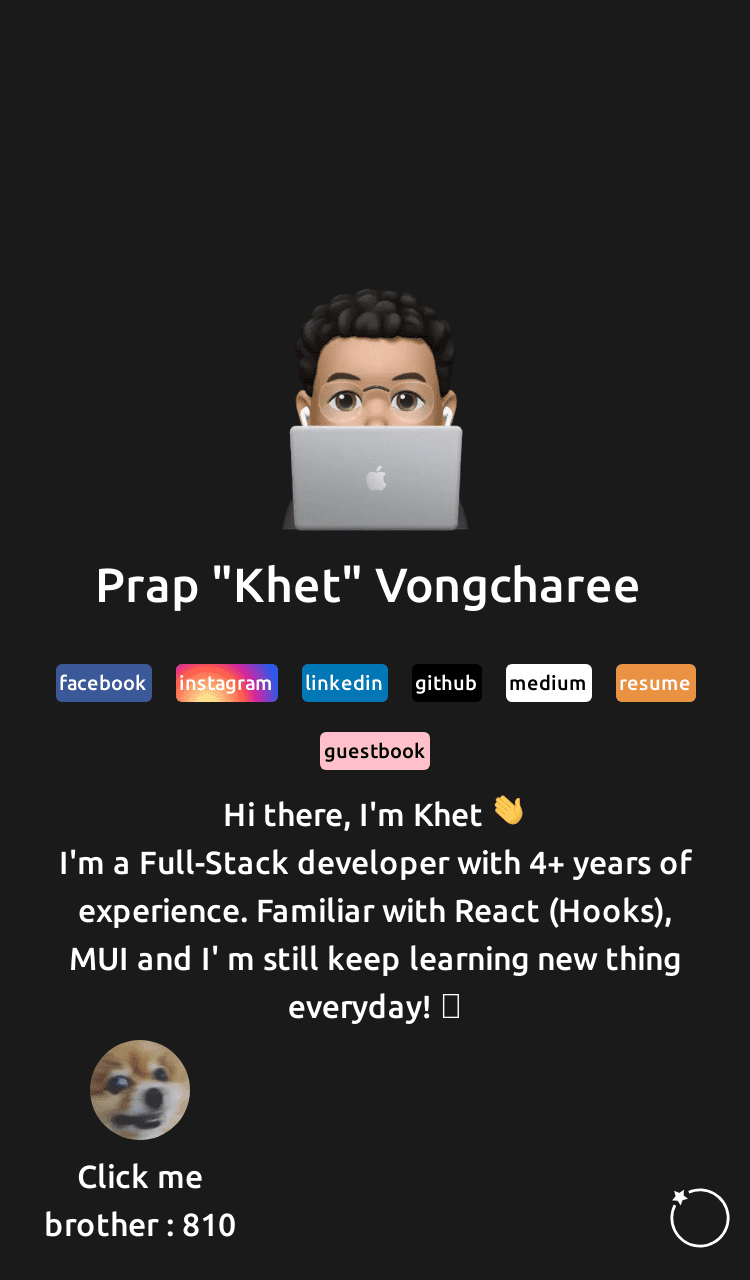 Prap "Khet" Vongcharee
facebook instagram linkedin github medium resume
guestbook
Hi there, I'm Khet 👋
I'm a Full-Stack developer with 4+ years of
experience. Familiar with React (Hooks),
MUI and I' m still keep learning new thing
everyday!
Click me
brother : 810